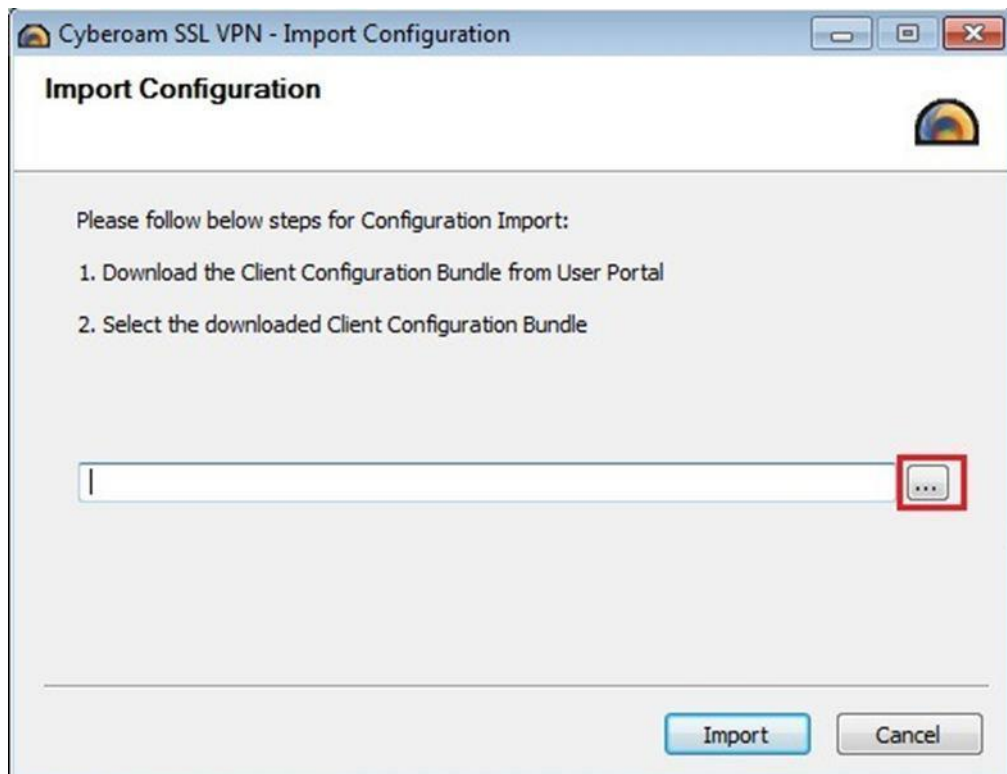 Cyberoam SSL VPN - Import Configuration
Import Configuration
Please follow below steps for Configuration Import:
1. Download the Client Configuration Bundle from User Portal
2. Select the downloaded Client Configuration Bundle
...
Import Cancel